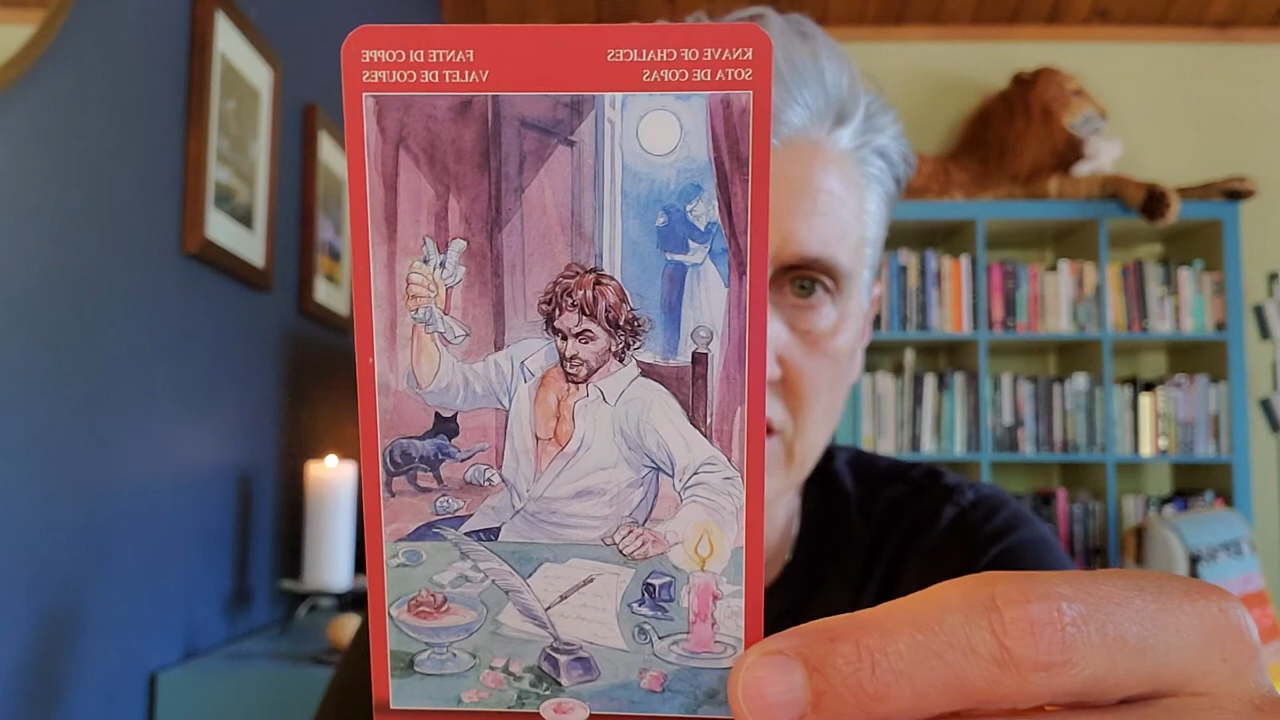 KNAVE OF CHALICES
FANTE DI COPPE
SOTA DE COPAS
VALET DE COUPES